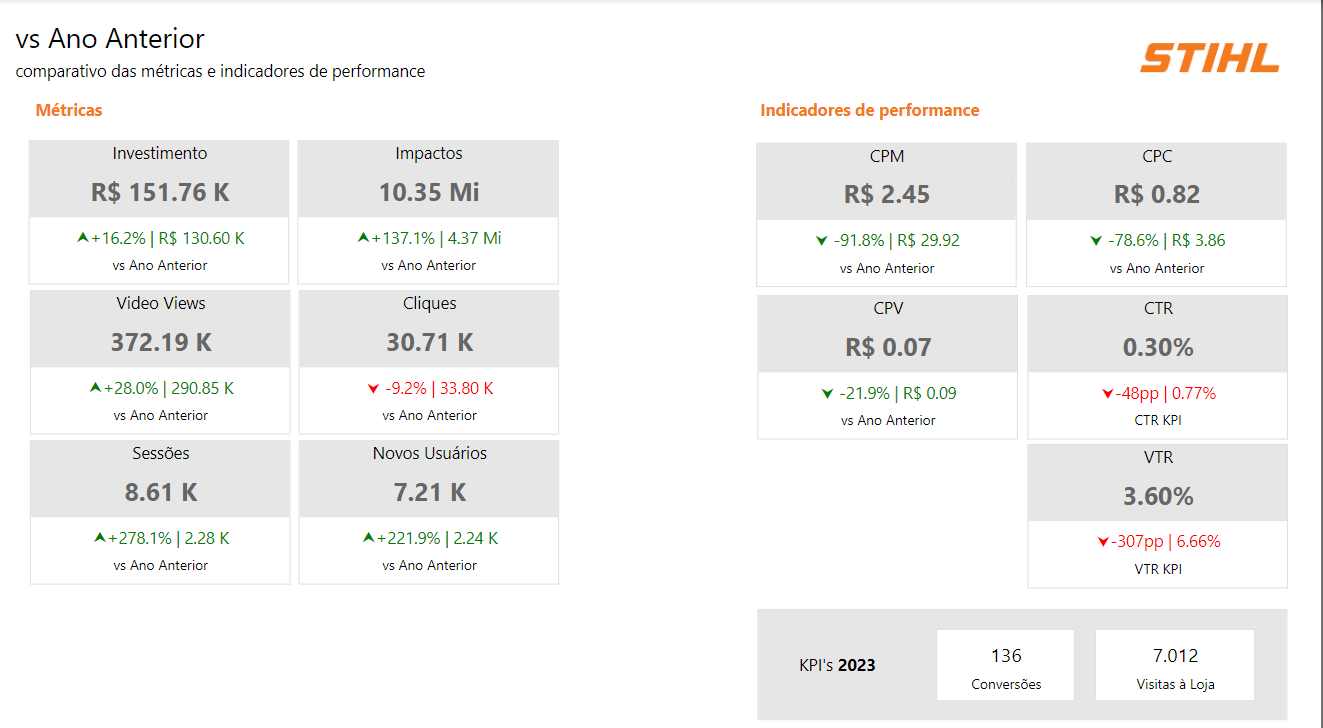 vs Ano Anterior
comparativo das métricas e indicadores de performance
STIHL
Métricas
Investimento
R$ 151.76 K
+16.2% | R$ 130.60 K
vs Ano Anterior
Impactos
10.35 Mi
+137.1% | 4.37 Mi
vs Ano Anterior
Video Views
372.19 K
+28.0% | 290.85 K
vs Ano Anterior
Cliques
30.71 K
-9.2% | 33.80 K
vs Ano Anterior
Sessões
8.61 K
+278.1% | 2.28 K
vs Ano Anterior
Novos Usuários
7.21 K
+221.9% | 2.24 K
vs Ano Anterior
Indicadores de performance
CPM
R$ 2.45
-91.8% | R$ 29.92
vs Ano Anterior
CPC
R$ 0.82
-78.6% | R$ 3.86
vs Ano Anterior
CPV
R$ 0.07
-21.9% | R$ 0.09
vs Ano Anterior
CTR
0.30%
-48pp | 0.77%
CTR KPI
VTR
3.60%
-307pp | 6.66%
VTR KPI
KPI's 2023
136
Conversões
7.012
Visitas à Loja